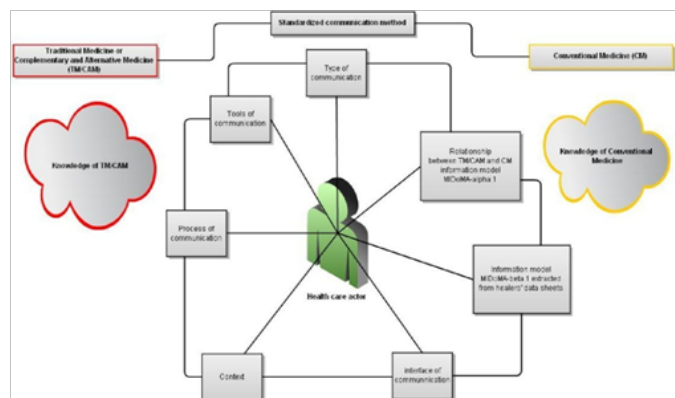 Standardized communication method
Traditional Medicine or
Complementary and Alternative Medicine
(TM/CAM)
Conventional Medicine (CM)
Type of
communication
Tools of
communication
Knowledge of TM/CAM
Relationship
between TM/CAM and CM
information model
MIDoMA-alpha 1
Knowledge of Conventional
Medicine
Process of
communication
Information model
MIDoMA-beta 1 extracted
from healers' data sheets
Health care actor
Context
interface of
communnication